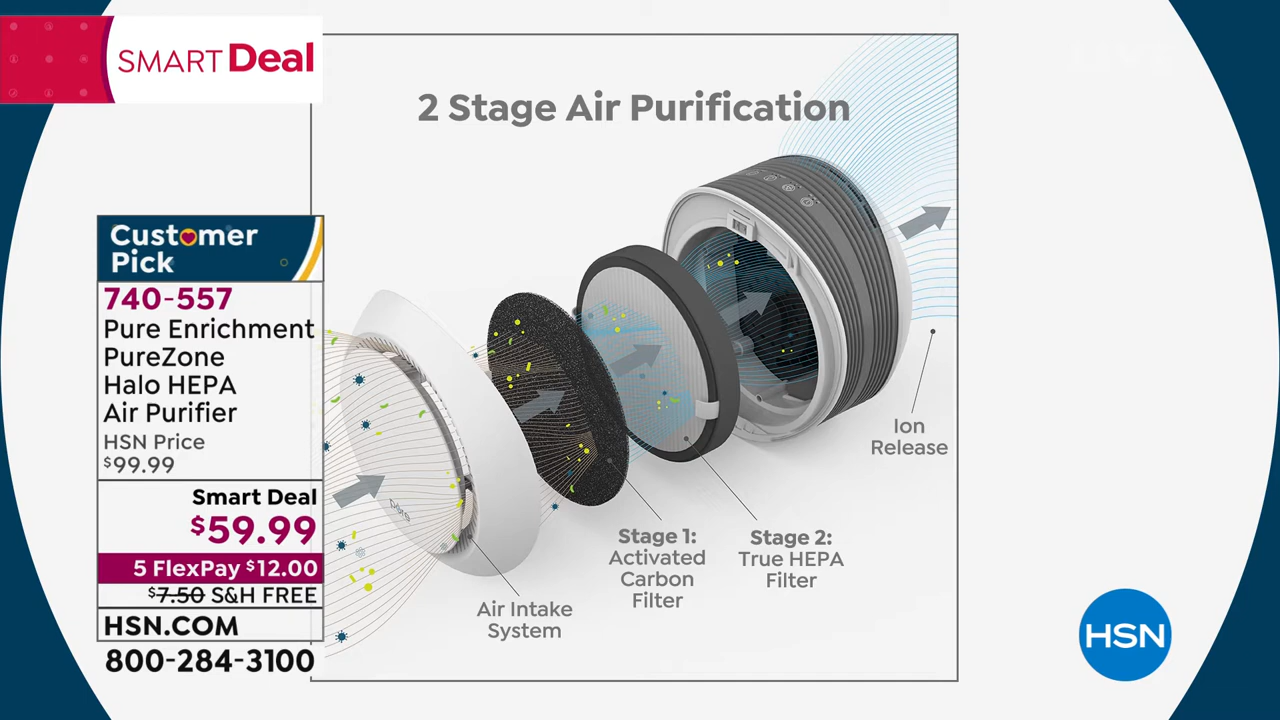 SMART Deal
2 Stage Air Purification
Customer
Pick
740-557
Pure Enrichment
PureZone
Halo HEPA
Air Purifier
HSN Price
$99.99
Smart Deal
$59.99
5 FlexPay $12.00
$7.50 S&H FREE
HSN.COM
800-284-3100
Air Intake
System
Stage 1:
Activated
Carbon
Filter
Stage 2:
True HEPA
Filter
Ion
Release
HSN